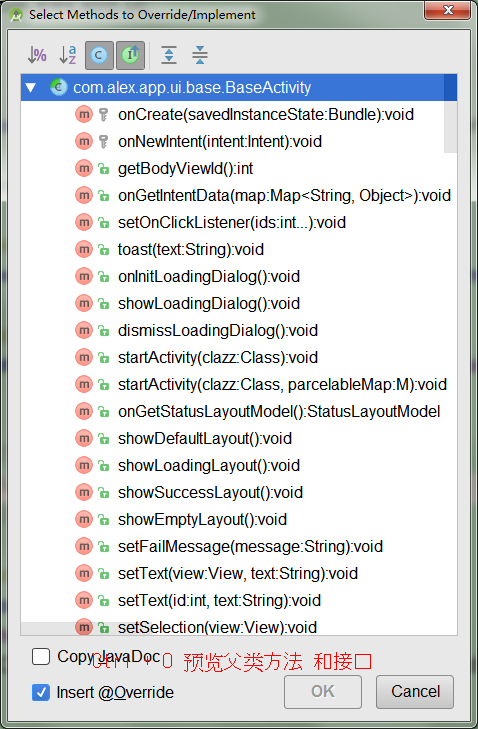 Select Methods to Override/Implement
com.alex.app.ui.base.BaseActivity
m onCreate(savedInstanceState:Bundle):void
m onNewIntent(intent:Intent):void
m getBodyViewId():int
m onGetIntentData(map:Map<String, Object>):void
m setOnClickListener(ids:int...):void
m toast(text:String):void
m onInitLoadingDialog():void
m showLoadingDialog():void
m dismissLoadingDialog():void
m startActivity(clazz:Class):void
m startActivity(clazz:Class, parcelableMap:M):void
m onGetStatusLayoutModel():StatusLayoutModel
m showDefaultLayout():void
m showLoadingLayout():void
m showSuccessLayout():void
m showEmptyLayout():void
m setFailMessage(message:String):void
m setText(view:View, text:String):void
m setText(id:int, text:String):void
m setSelection(view:View):void
Copy JavaDoc
Ctrl + O 预览父类方法 和接口
Insert @Override
OK Cancel